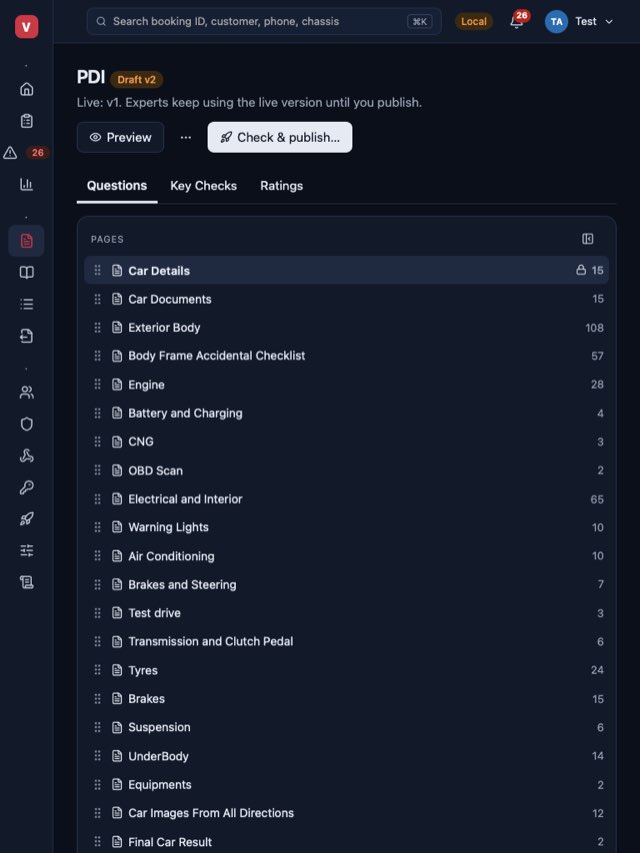 V
Search booking ID, customer, phone, chassis
⌘K
Local
26
TA
Test
26
PDI
Draft v2
Live: v1. Experts keep using the live version until you publish.
Preview
...
Check & publish...
Questions
Key Checks
Ratings
PAGES
Car Details 15
Car Documents 15
Exterior Body 108
Body Frame Accidental Checklist 57
Engine 28
Battery and Charging 4
CNG 3
OBD Scan 2
Electrical and Interior 65
Warning Lights 10
Air Conditioning 10
Brakes and Steering 7
Test drive 3
Transmission and Clutch Pedal 6
Tyres 24
Brakes 15
Suspension 6
UnderBody 14
Equipments 2
Car Images From All Directions 12
Final Car Result 2